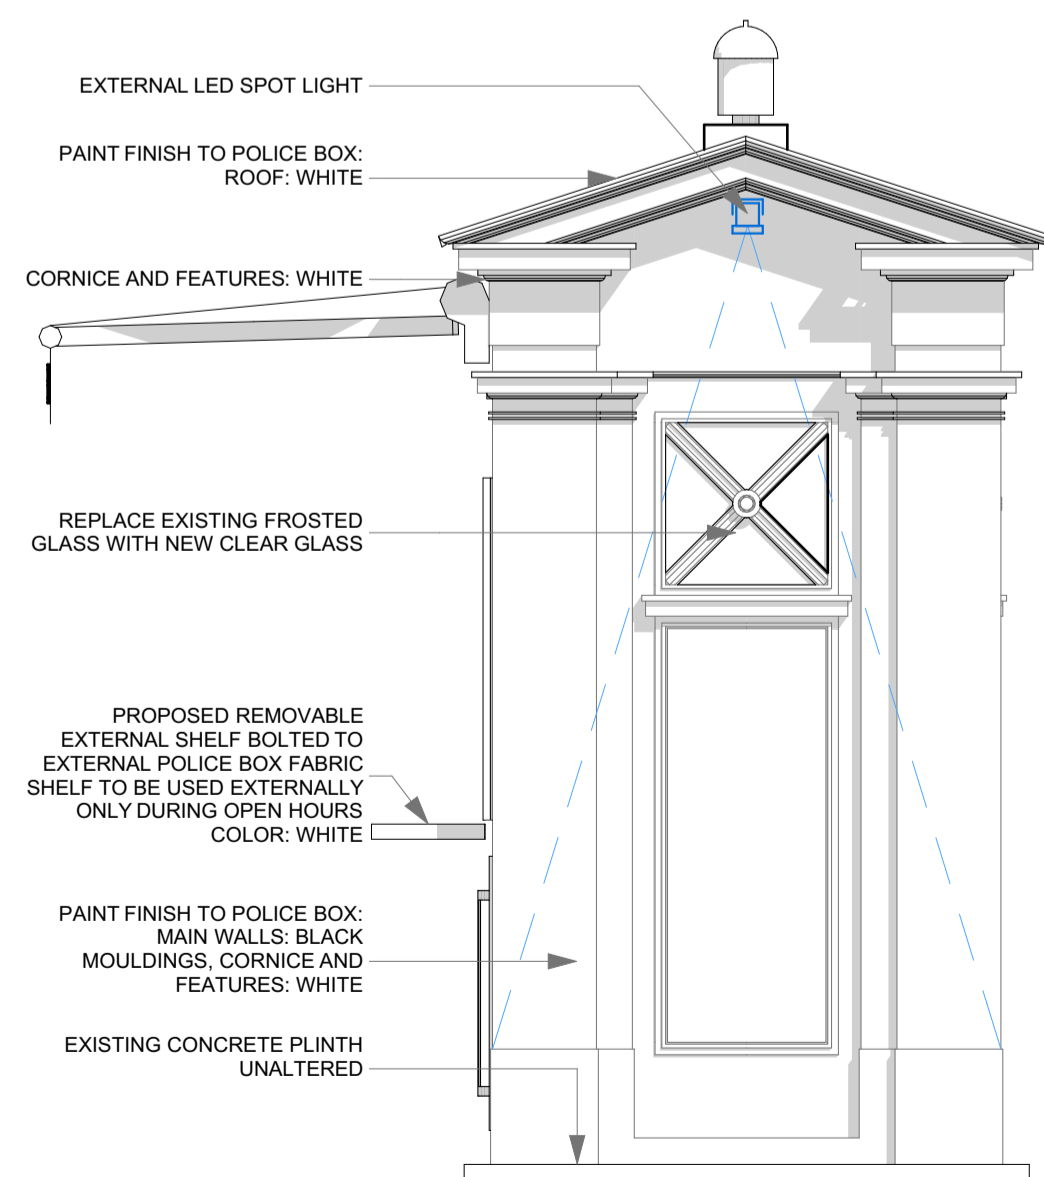 EXTERNAL LED SPOT LIGHT
PAINT FINISH TO POLICE BOX:
ROOF: WHITE
CORNICE AND FEATURES: WHITE
REPLACE EXISTING FROSTED
GLASS WITH NEW CLEAR GLASS
PROPOSED REMOVABLE
EXTERNAL SHELF BOLTED TO
EXTERNAL POLICE BOX FABRIC
SHELF TO BE USED EXTERNALLY
ONLY DURING OPEN HOURS
COLOR: WHITE
PAINT FINISH TO POLICE BOX:
MAIN WALLS: BLACK
MOULDINGS, CORNICE AND
FEATURES: WHITE
EXISTING CONCRETE PLINTH
UNALTERED